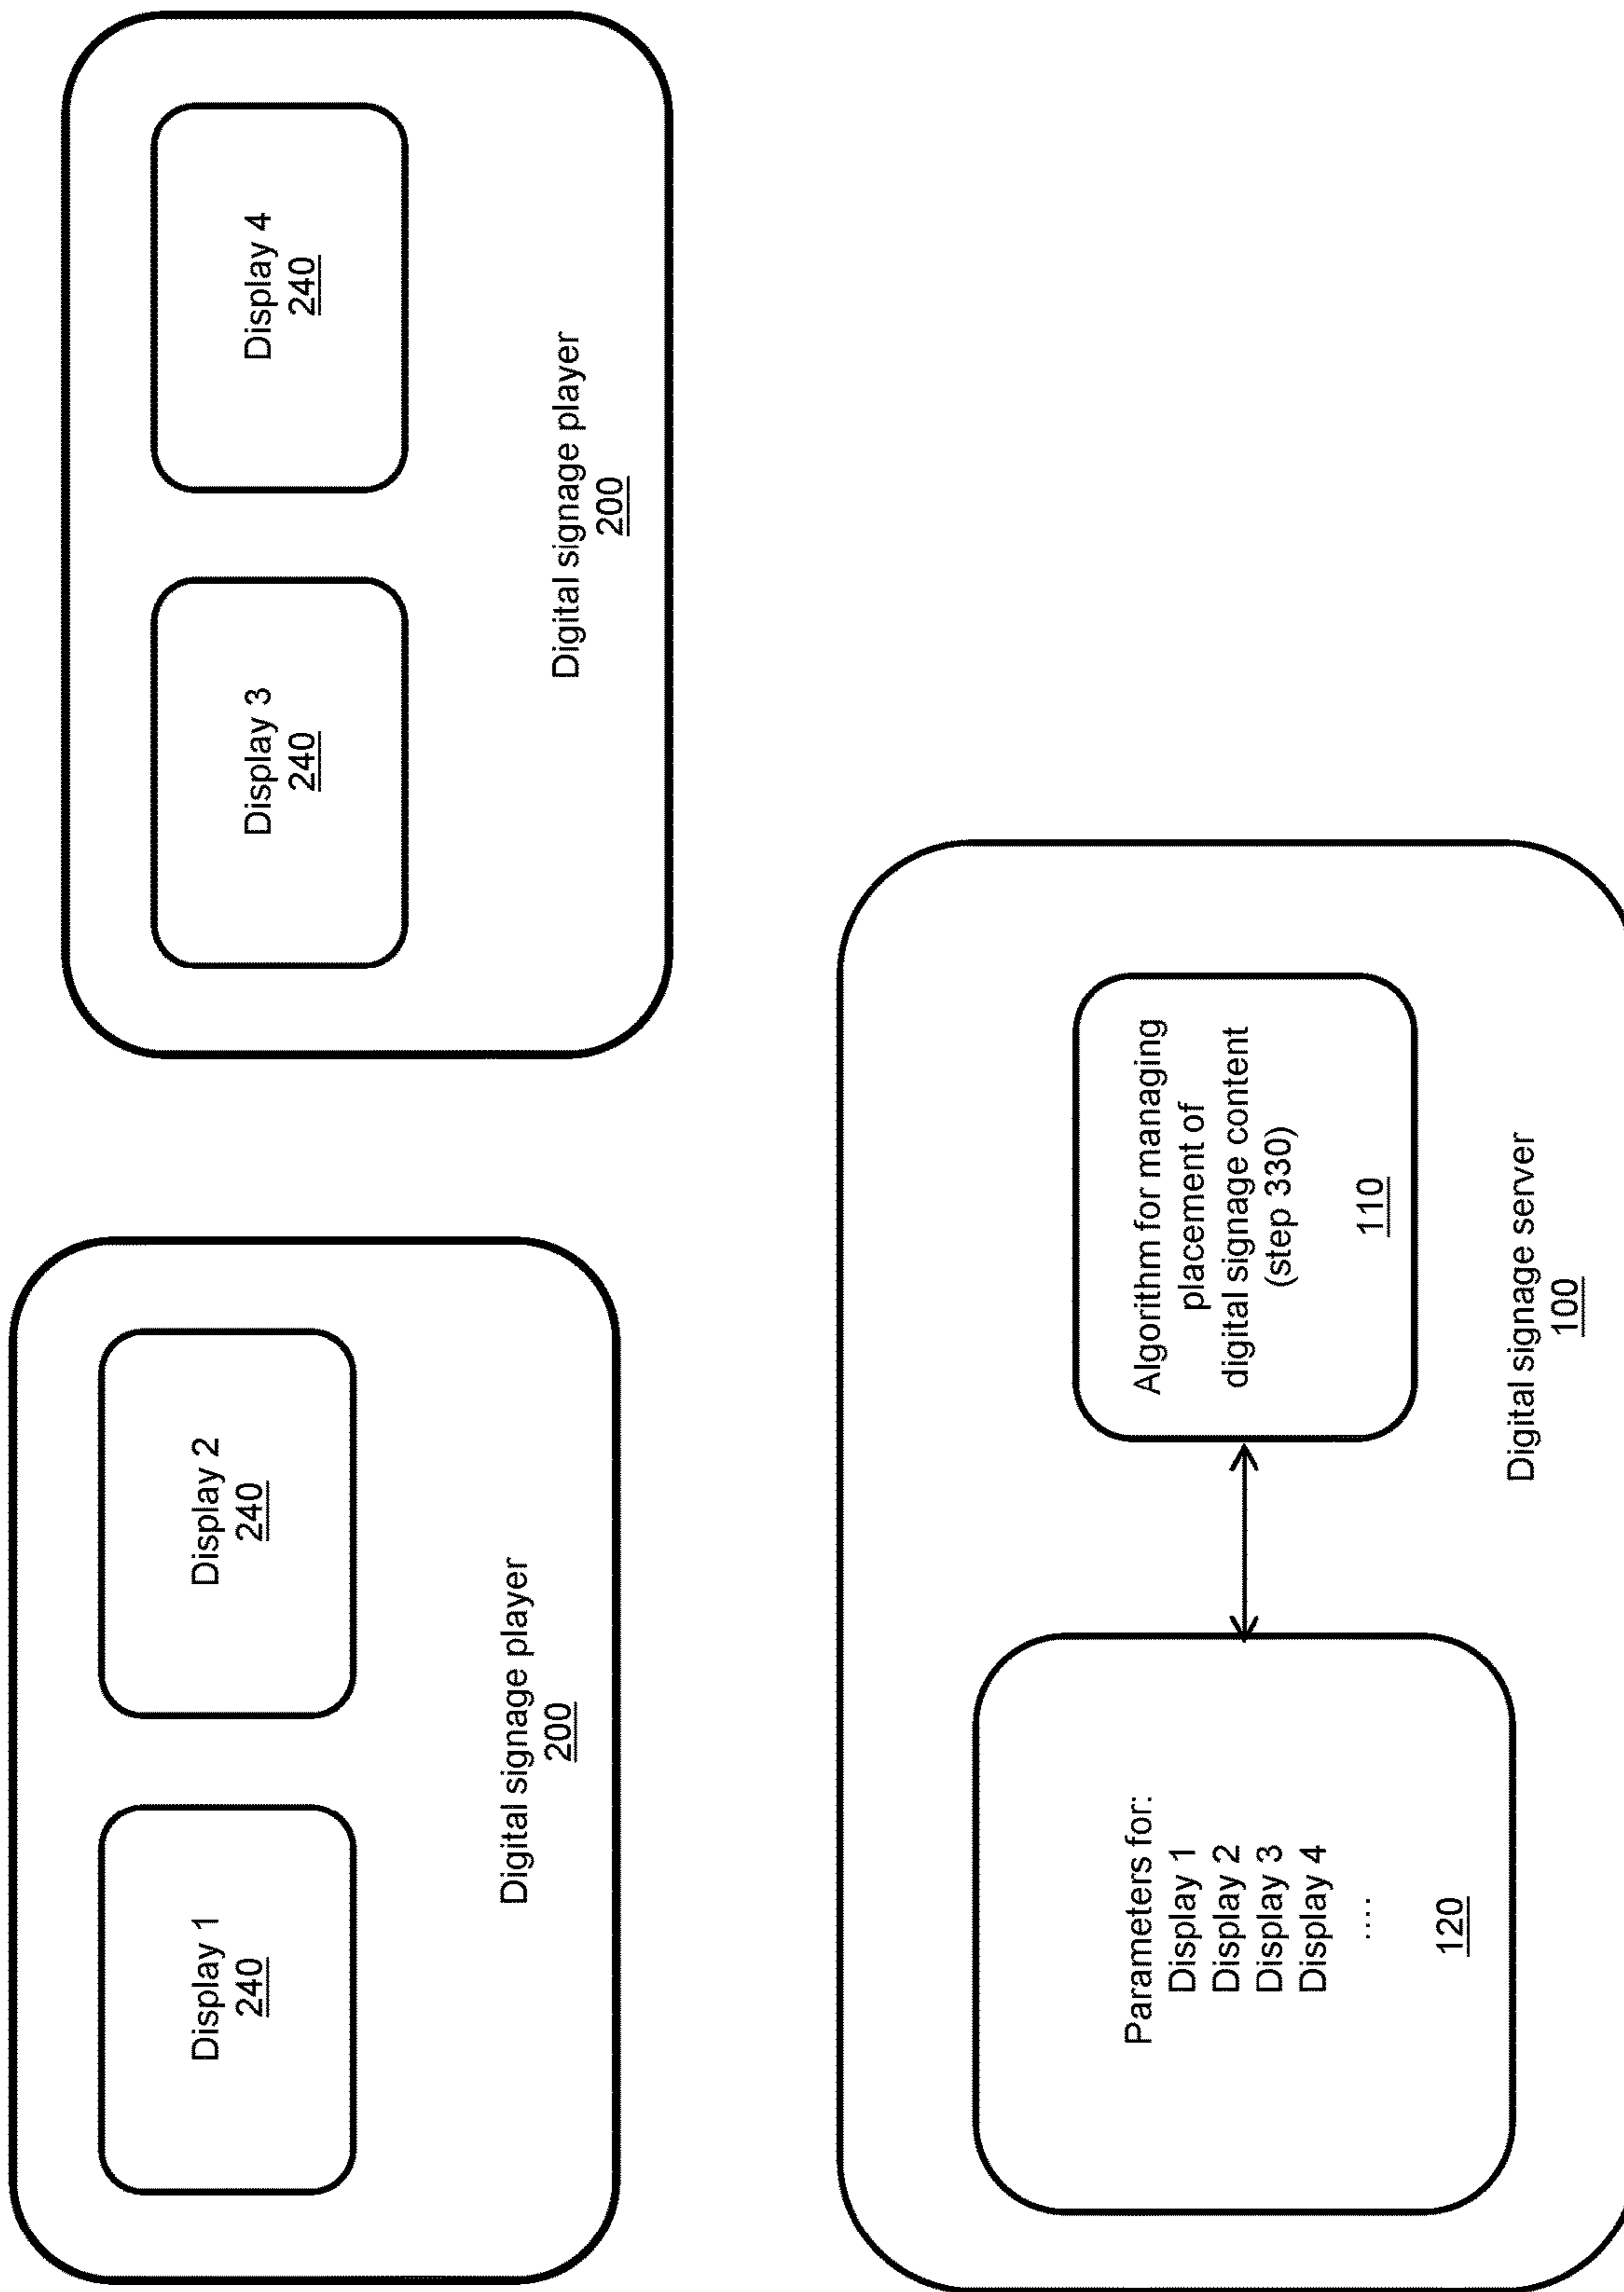 Display 1
240
Display 2
240
Digital signage player
200
Display 3
240
Display 4
240
Digital signage player
200
Parameters for:
Display 1
Display 2
Display 3
Display 4
....
120
Algorithm for managing
placement of
digital signage content
(step 330)
110
Digital signage server
100